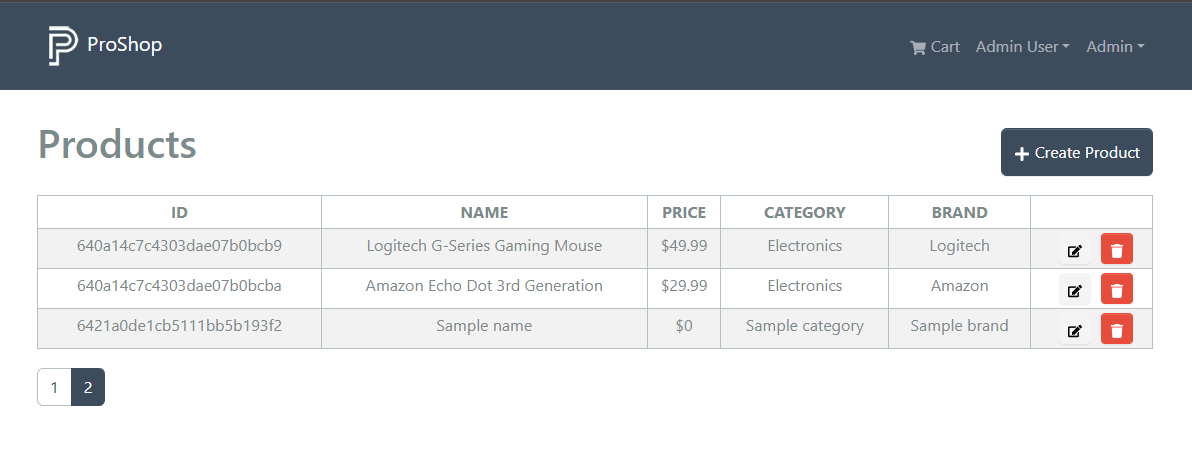 ProShop
Cart Admin User Admin
Products
Create Product
ID NAME PRICE CATEGORY BRAND
640a14c7c4303dae07b0bcb9 Logitech G-Series Gaming Mouse $49.99 Electronics Logitech
640a14c7c4303dae07b0bcba Amazon Echo Dot 3rd Generation $29.99 Electronics Amazon
6421a0de1cb5111bb5b193f2 Sample name $0 Sample category Sample brand
1 2